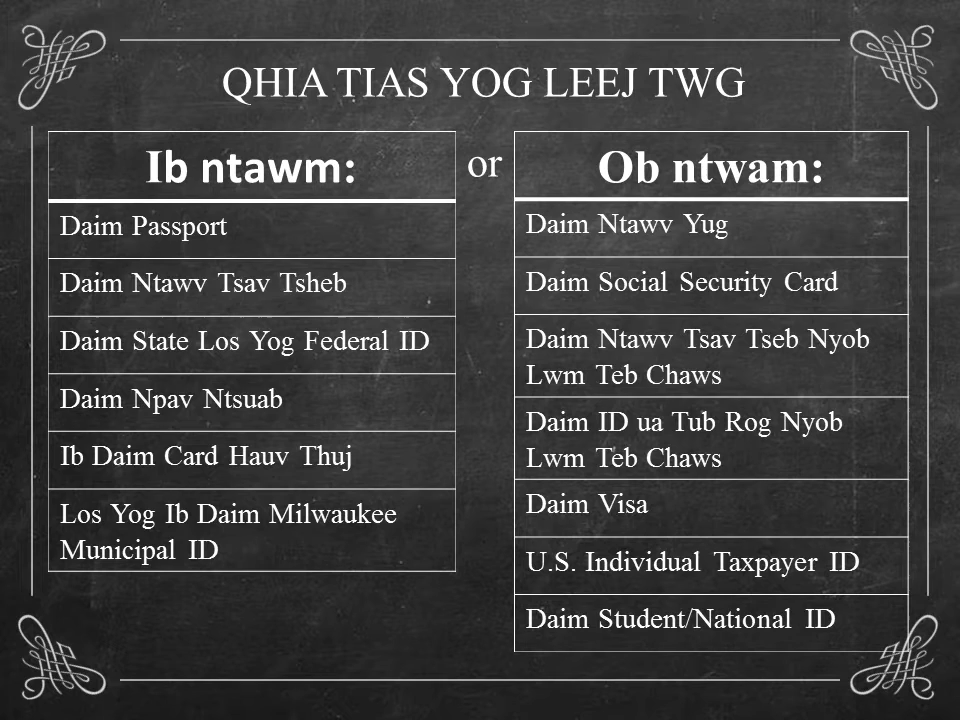 QHIA TIAS YOG LEEJ TWG
Ib ntawm:
Daim Passport
Daim Ntawv Tsav Tsheb
Daim State Los Yog Federal ID
Daim Npav Ntsuab
Ib Daim Card Hauv Thuj
Los Yog Ib Daim Milwaukee
Municipal ID
or
Ob ntwam:
Daim Ntawv Yug
Daim Social Security Card
Daim Ntawv Tsav Tseb Nyob
Lwm Teb Chaws
Daim ID ua Tub Rog Nyob
Lwm Teb Chaws
Daim Visa
U.S. Individual Taxpayer ID
Daim Student/National ID